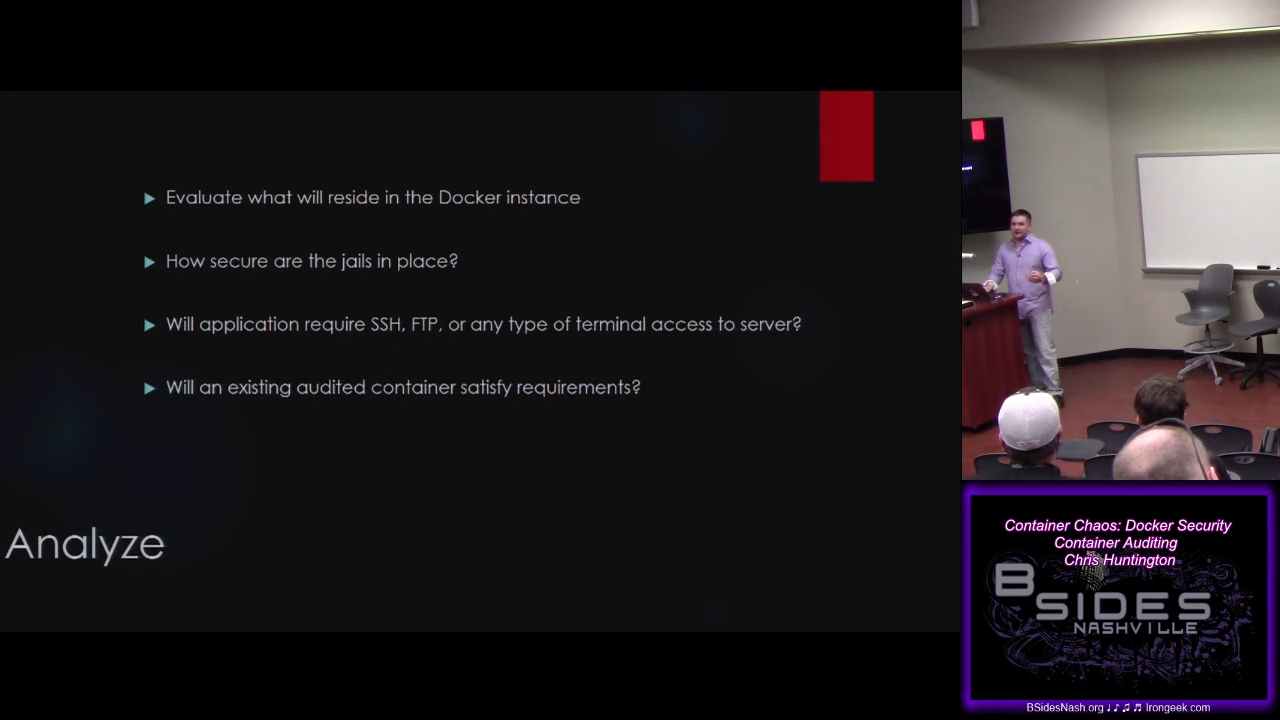 Evaluate what will reside in the Docker instance
How secure are the jails in place?
Will application require SSH, FTP, or any type of terminal access to server?
Will an existing audited container satisfy requirements?
Analyze
Container Chaos: Docker Security
Container Auditing
Chris Huntington
BSIDES
NASHVILLE
BSidesNash.org ♩ ♪ ♫ ♬ Irongeek.com